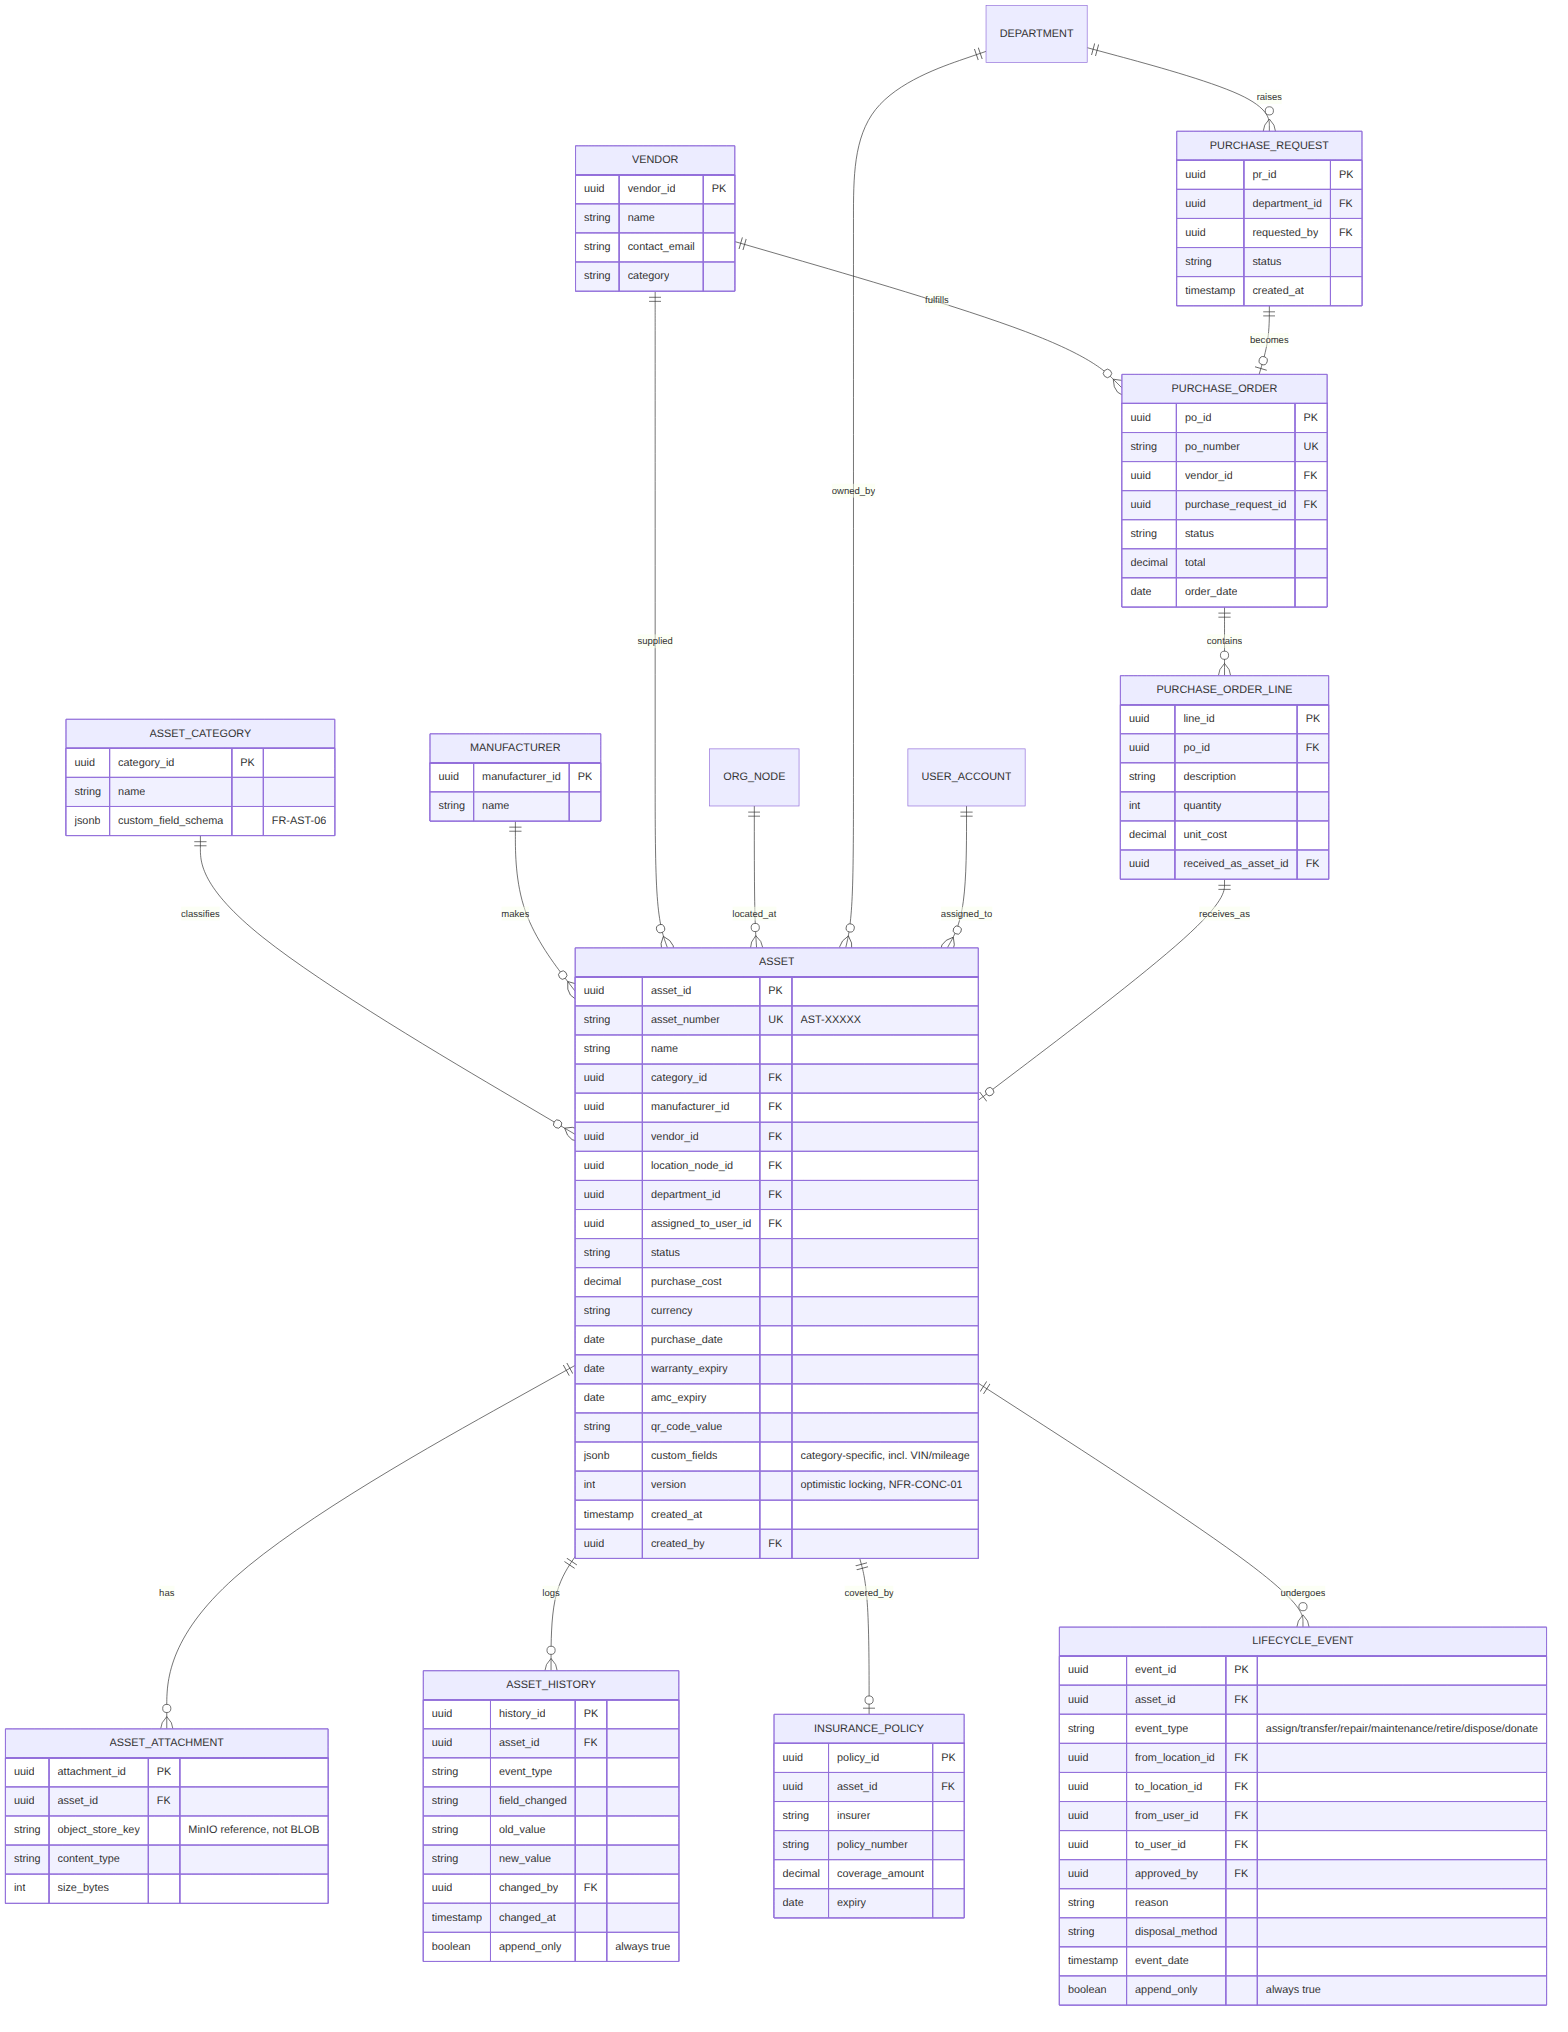 DEPARTMENT
raises
PURCHASE_REQUEST
uuid pr_id PK
uuid department_id FK
uuid requested_by FK
string status
timestamp created_at
VENDOR
uuid vendor_id PK
string name
string contact_email
string category
fulfills
becomes
PURCHASE_ORDER
uuid po_id PK
string po_number UK
uuid vendor_id FK
uuid purchase_request_id FK
string status
decimal total
date order_date
owned_by
supplied
contains
PURCHASE_ORDER_LINE
uuid line_id PK
uuid po_id FK
string description
int quantity
decimal unit_cost
uuid received_as_asset_id FK
ASSET_CATEGORY
uuid category_id PK
string name
jsonb custom_field_schema FR-AST-06
MANUFACTURER
uuid manufacturer_id PK
string name
ORG_NODE
USER_ACCOUNT
classifies
makes
located_at
assigned_to
receives_as
ASSET
uuid asset_id PK
string asset_number UK AST-XXXXX
string name
uuid category_id FK
uuid manufacturer_id FK
uuid vendor_id FK
uuid location_node_id FK
uuid department_id FK
uuid assigned_to_user_id FK
string status
decimal purchase_cost
string currency
date purchase_date
date warranty_expiry
date amc_expiry
string qr_code_value
jsonb custom_fields category-specific, incl. VIN/mileage
int version optimistic locking, NFR-CONC-01
timestamp created_at
uuid created_by FK
has
logs
covered_by
undergoes
ASSET_ATTACHMENT
uuid attachment_id PK
uuid asset_id FK
string object_store_key MinIO reference, not BLOB
string content_type
int size_bytes
ASSET_HISTORY
uuid history_id PK
uuid asset_id FK
string event_type
string field_changed
string old_value
string new_value
uuid changed_by FK
timestamp changed_at
boolean append_only always true
INSURANCE_POLICY
uuid policy_id PK
uuid asset_id FK
string insurer
string policy_number
decimal coverage_amount
date expiry
LIFECYCLE_EVENT
uuid event_id PK
uuid asset_id FK
string event_type assign/transfer/repair/maintenance/retire/dispose/donate
uuid from_location_id FK
uuid to_location_id FK
uuid from_user_id FK
uuid to_user_id FK
uuid approved_by FK
string reason
string disposal_method
timestamp event_date
boolean append_only always true